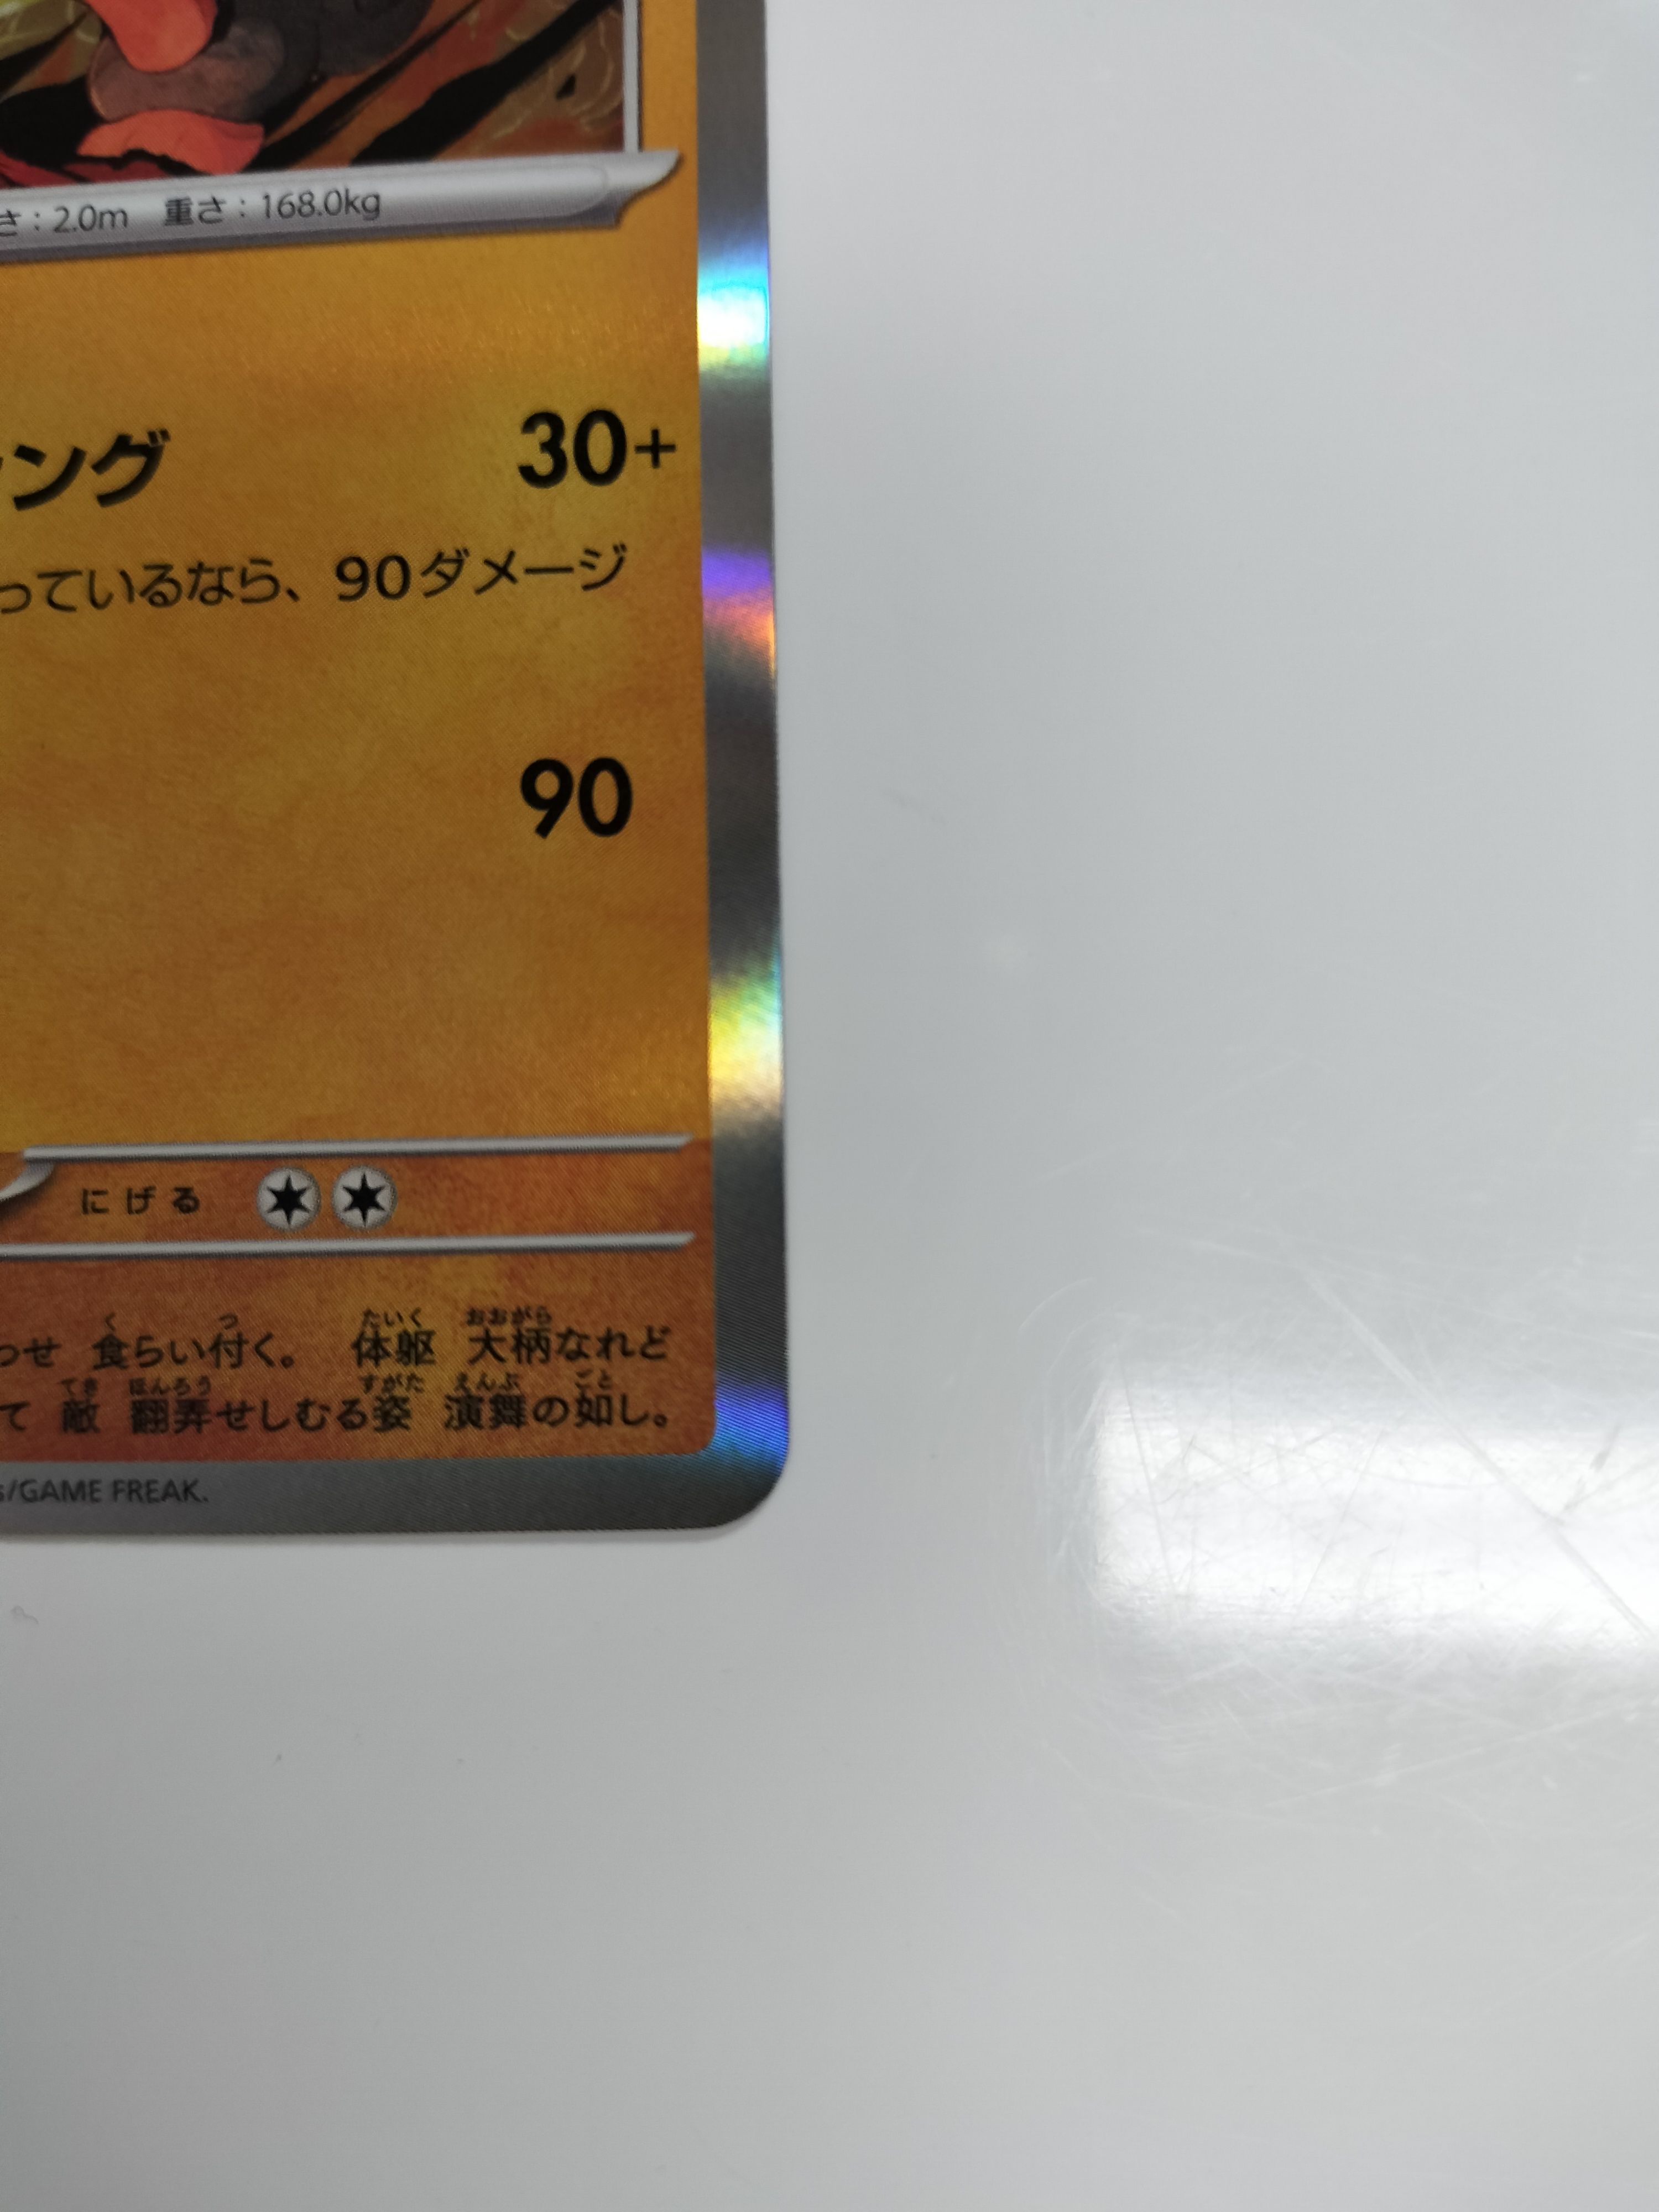 さ：2.0m 重さ：168.0kg
ング 30+
っているなら、90ダメージ
90
にげる
わせ 食らい付く。 体躯 大柄なれど
て 敵 翻弄せしむる姿 演舞の如し。
s/GAME FREAK.